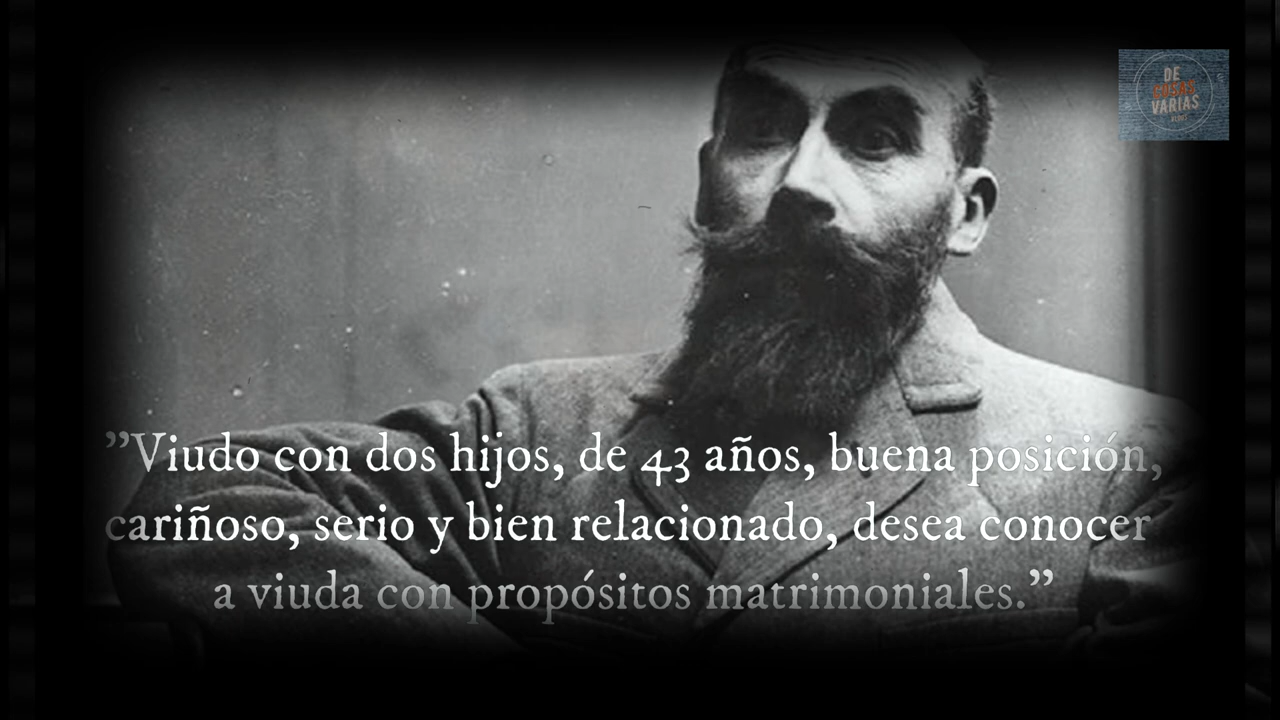 DE
COSAS
VARIAS
”Viudo con dos hijos, de 43 años, buena posición,
cariñoso, serio y bien relacionado, desea conocer
a viuda con propósitos matrimoniales.”